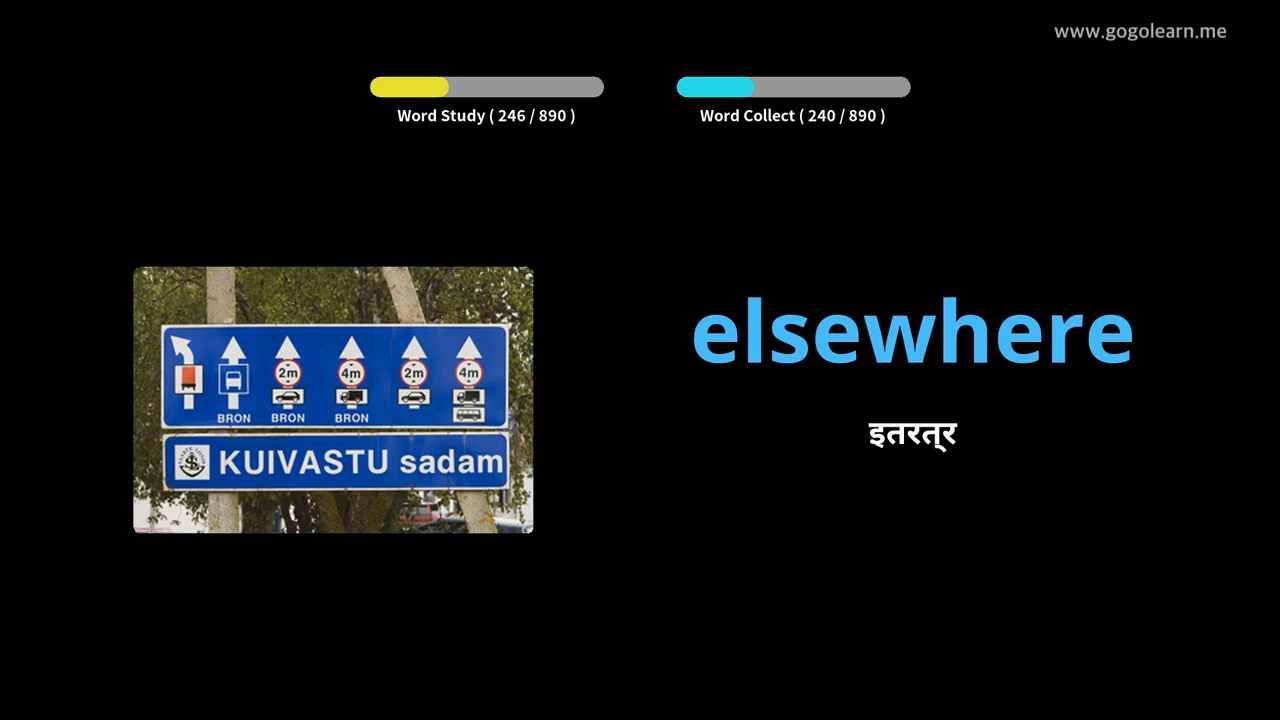 www.gogolearn.me
Word Study ( 246 / 890 )
Word Collect ( 240 / 890 )
elsewhere
इतरत्र
2m 4m 2m 4m
BRON BRON BRON
KUIVASTU sadam